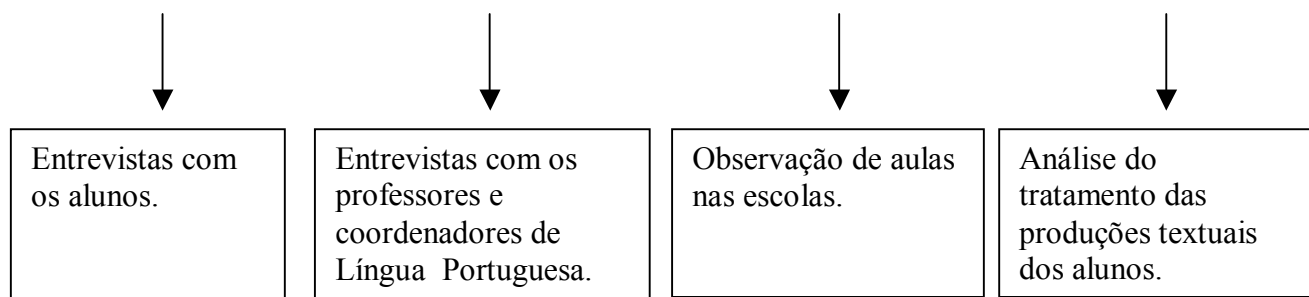 Entrevistas com
os alunos.
Entrevistas com os
professores e
coordenadores de
Língua Portuguesa.
Observação de aulas
nas escolas.
Análise do
tratamento das
produções textuais
dos alunos.